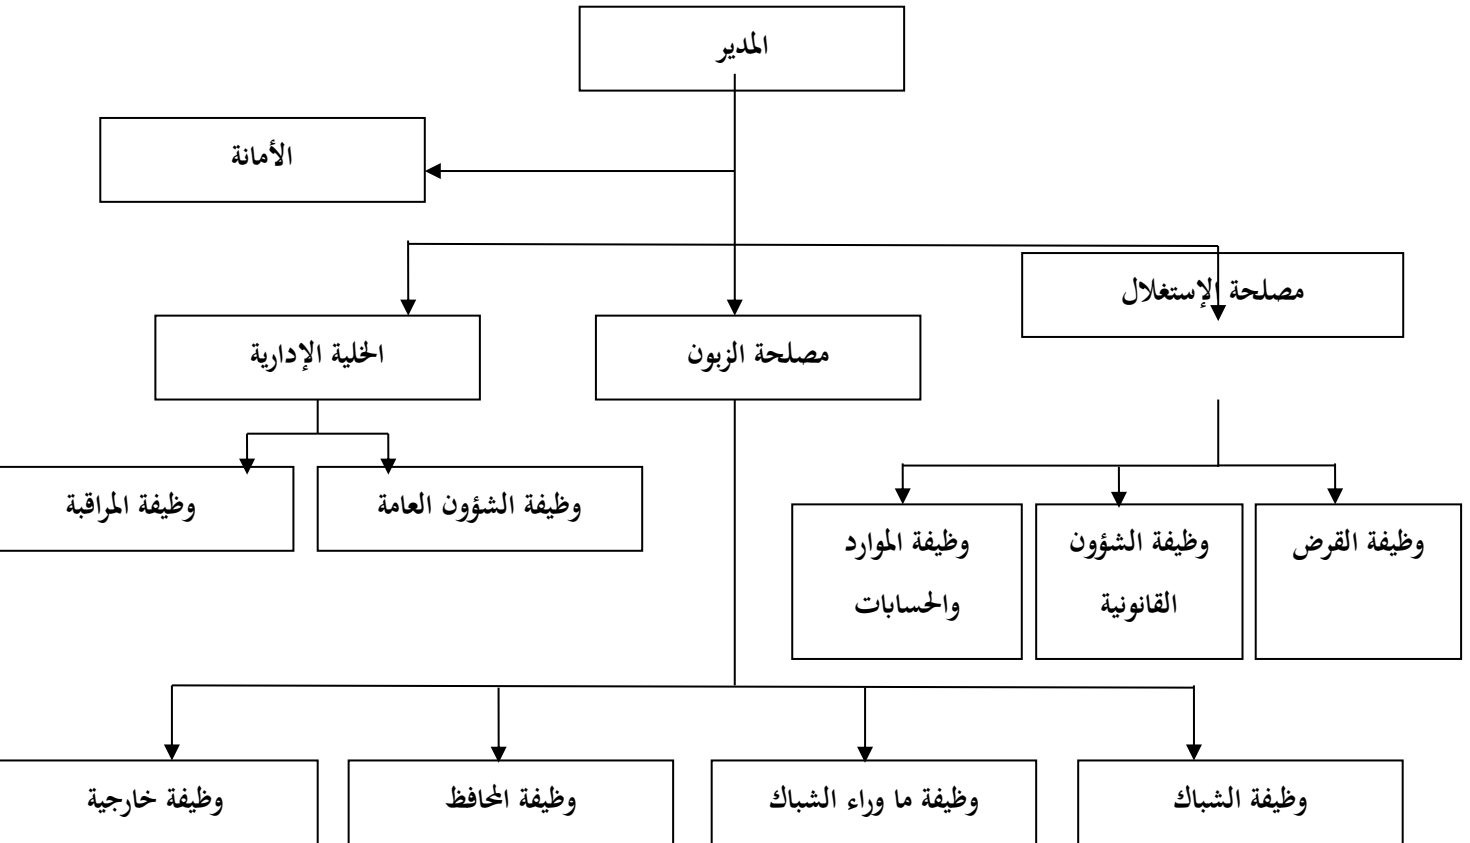 المدير
الأمانة
مصلحة الإستغلال
مصلحة الزبون
الخلية الإدارية
وظيفة الشؤون العامة
وظيفة المراقبة
وظيفة القرض
وظيفة الشؤون
القانونية
وظيفة الموارد
والحسابات
وظيفة الشباك
وظيفة ما وراء الشباك
وظيفة المحافظ
وظيفة خارجية